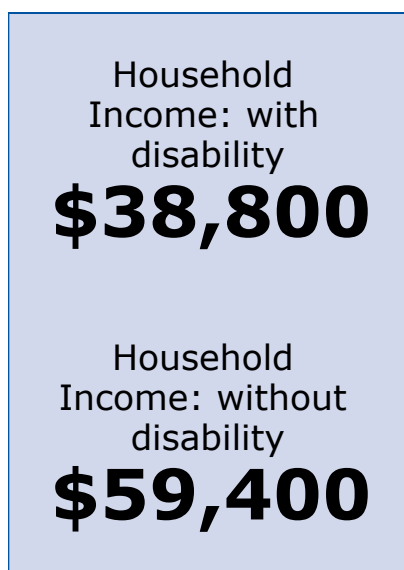 Household
Income: with
disability
$38,800
Household
Income: without
disability
$59,400